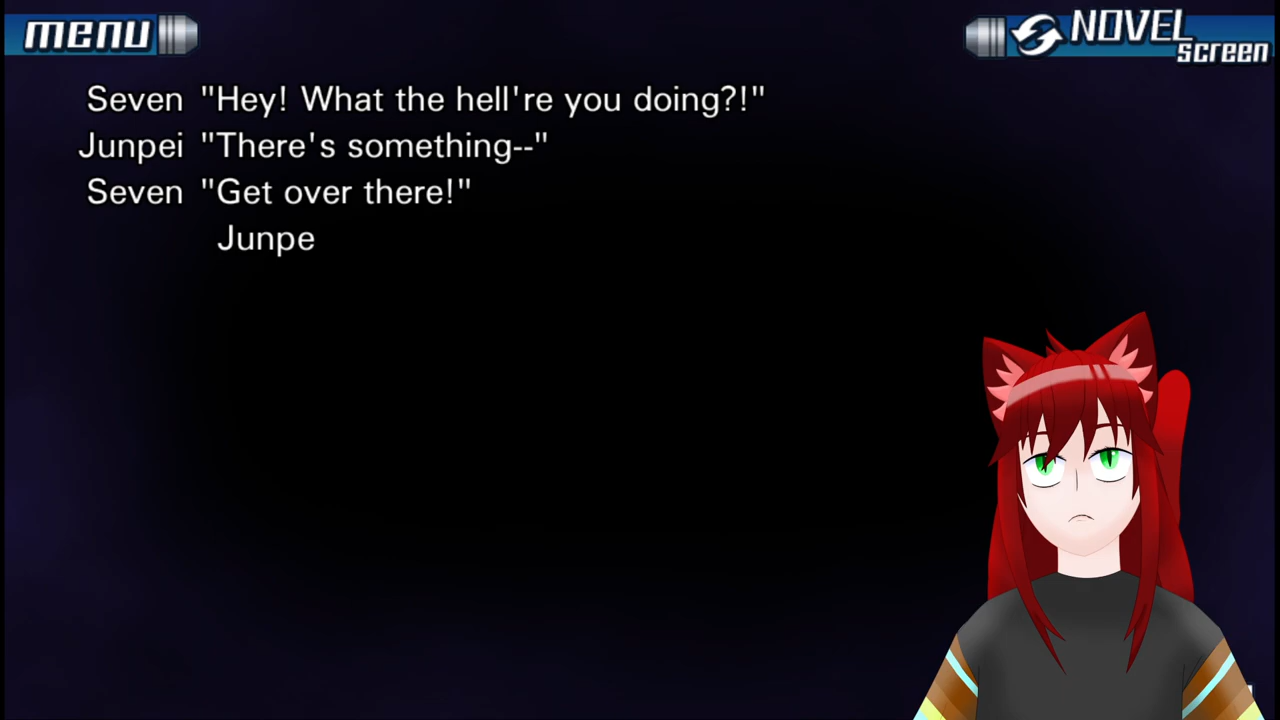 menu
NOVEL
screen
Seven "Hey! What the hell're you doing?!"
Junpei "There's something--"
Seven "Get over there!"
Junpe